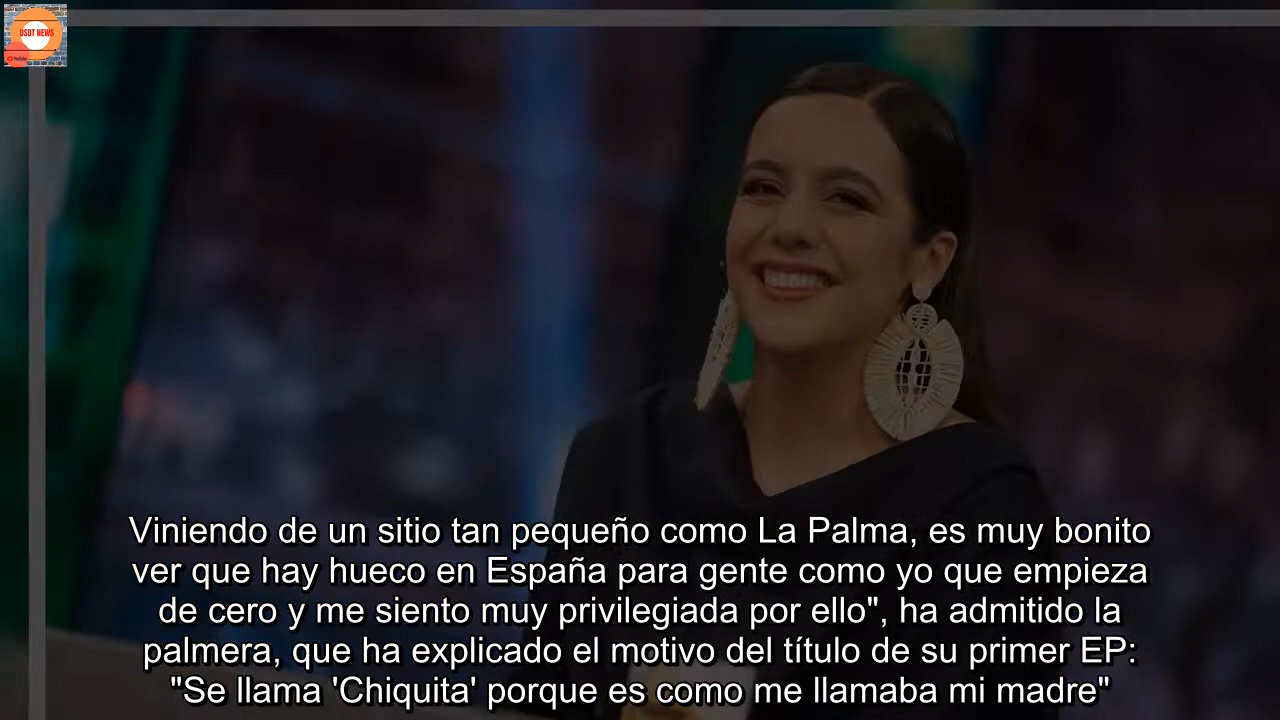 USDT NEWS
Viniendo de un sitio tan pequeño como La Palma, es muy bonito
ver que hay hueco en España para gente como yo que empieza
de cero y me siento muy privilegiada por ello", ha admitido la
palmera, que ha explicado el motivo del título de su primer EP:
"Se llama 'Chiquita' porque es como me llamaba mi madre"